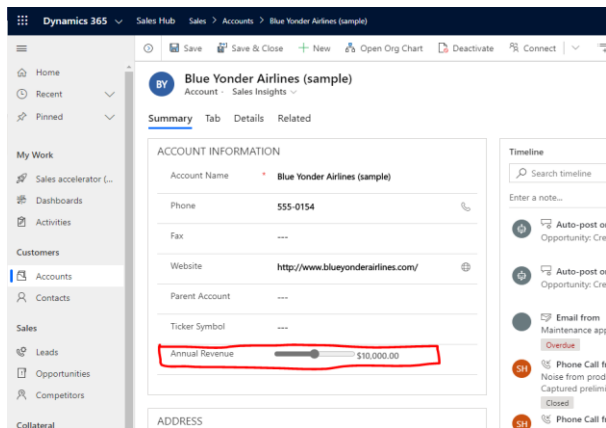 Dynamics 365 Sales Hub Sales > Accounts > Blue Yonder Airlines (sample)
Save Save & Close + New Open Org Chart Deactivate Connect
Home
Recent
Pinned
My Work
Sales accelerator (...
Dashboards
Activities
Customers
Accounts
Contacts
Sales
Leads
Opportunities
Competitors
Collateral
BY
Blue Yonder Airlines (sample)
Account · Sales Insights
Summary Tab Details Related
ACCOUNT INFORMATION
Account Name * Blue Yonder Airlines (sample)
Phone 555-0154
Fax ---
Website http://www.blueyonderairlines.com/
Parent Account ---
Ticker Symbol ---
Annual Revenue $10,000.00
ADDRESS
Timeline
Search timeline
Enter a note...
Auto-post o
Opportunity: Cre
Auto-post o
Opportunity: Cre
Email from
Maintenance app
Overdue
SH
Phone Call f
Noise from prod
Captured prelimi
Closed
SH
Phone Call f